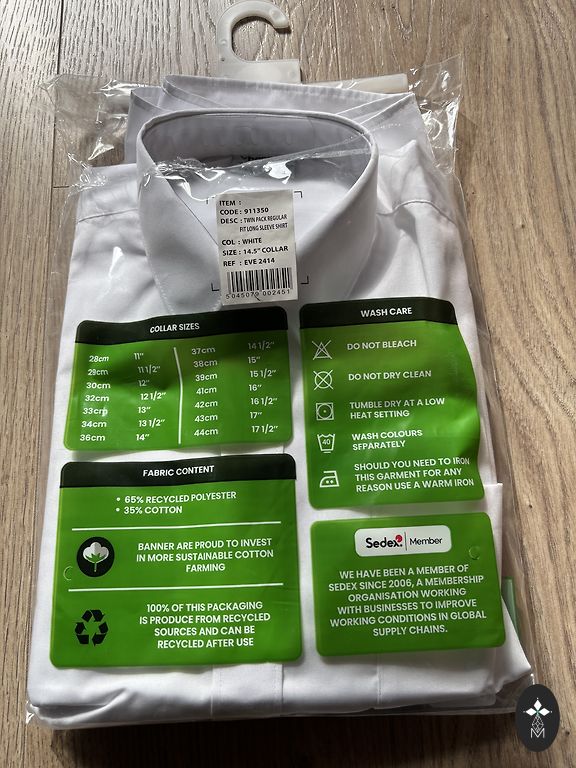 ITEM :
CODE : 911350
DESC : TWIN PACK REGULAR
FIT LONG SLEEVE SHIRT
COL : WHITE
SIZE : 14.5" COLLAR
REF : EVE 2414
5045079 002451
COLLAR SIZES
28cm 11"
29cm 11 1/2"
30cm 12"
32cm 12 1/2"
33cm 13"
34cm 13 1/2"
36cm 14"
37cm 14 1/2"
38cm 15"
39cm 15 1/2"
41cm 16"
42cm 16 1/2"
43cm 17"
44cm 17 1/2"
WASH CARE
DO NOT BLEACH
DO NOT DRY CLEAN
TUMBLE DRY AT A LOW
HEAT SETTING
40
WASH COLOURS
SEPARATELY
SHOULD YOU NEED TO IRON
THIS GARMENT FOR ANY
REASON USE A WARM IRON
FABRIC CONTENT
• 65% RECYCLED POLYESTER
• 35% COTTON
BANNER ARE PROUD TO INVEST
IN MORE SUSTAINABLE COTTON
FARMING
100% OF THIS PACKAGING
IS PRODUCE FROM RECYCLED
SOURCES AND CAN BE
RECYCLED AFTER USE
Sedex Member
WE HAVE BEEN A MEMBER OF
SEDEX SINCE 2006, A MEMBERSHIP
ORGANISATION WORKING
WITH BUSINESSES TO IMPROVE
WORKING CONDITIONS IN GLOBAL
SUPPLY CHAINS.
M